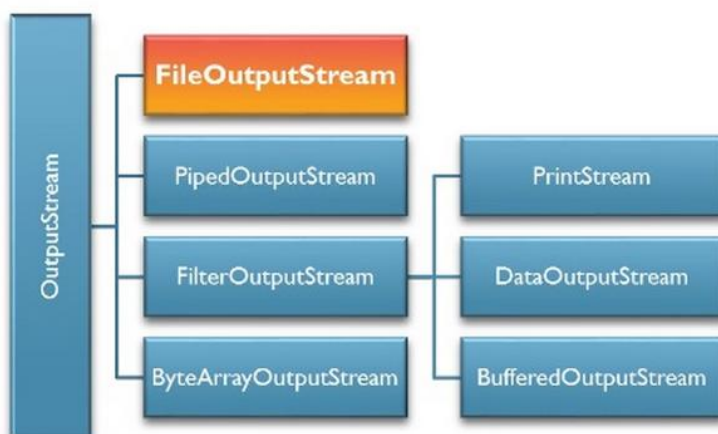 OutputStream
FileOutputStream
PipedOutputStream
FilterOutputStream
ByteArrayOutputStream
PrintStream
DataOutputStream
BufferedOutputStream